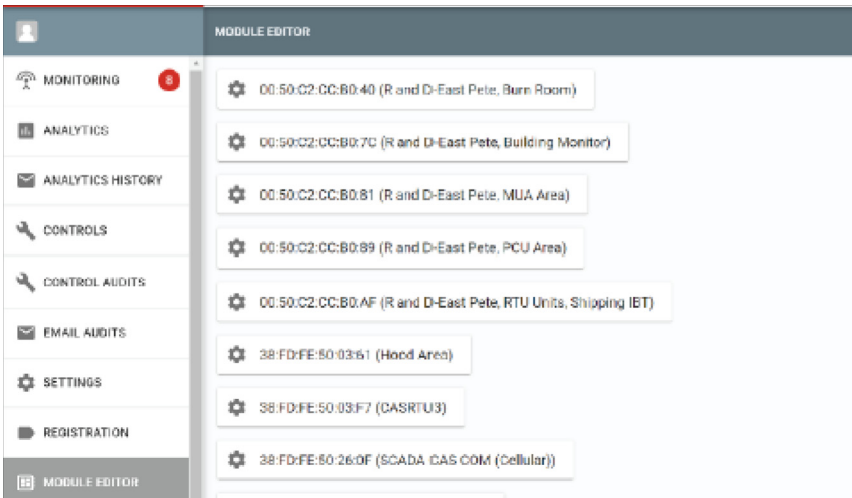 MODULE EDITOR
MONITORING 8
ANALYTICS
ANALYTICS HISTORY
CONTROLS
CONTROL AUDITS
EMAIL AUDITS
SETTINGS
REGISTRATION
MODULE EDITOR
00:50:C2:CC:B0:40 (R and D-East Pete, Burn Room)
00:50:C2:CC:B0:7C (R and D-East Pete, Building Monitor)
00:50:C2:CC:B0:81 (R and D-East Pete, MUA Area)
00:50:C2:CC:B0:89 (R and D-East Pete, PCU Area)
00:50:C2:CC:B0:AF (R and D-East Pete, RTU Units, Shipping IBT)
38:FD:FE:50:03:61 (Hood Area)
38:FD:FE:50:03:F7 (CASRTU3)
38:FD:FE:50:26:0F (SCADA CAS COM (Cellular))